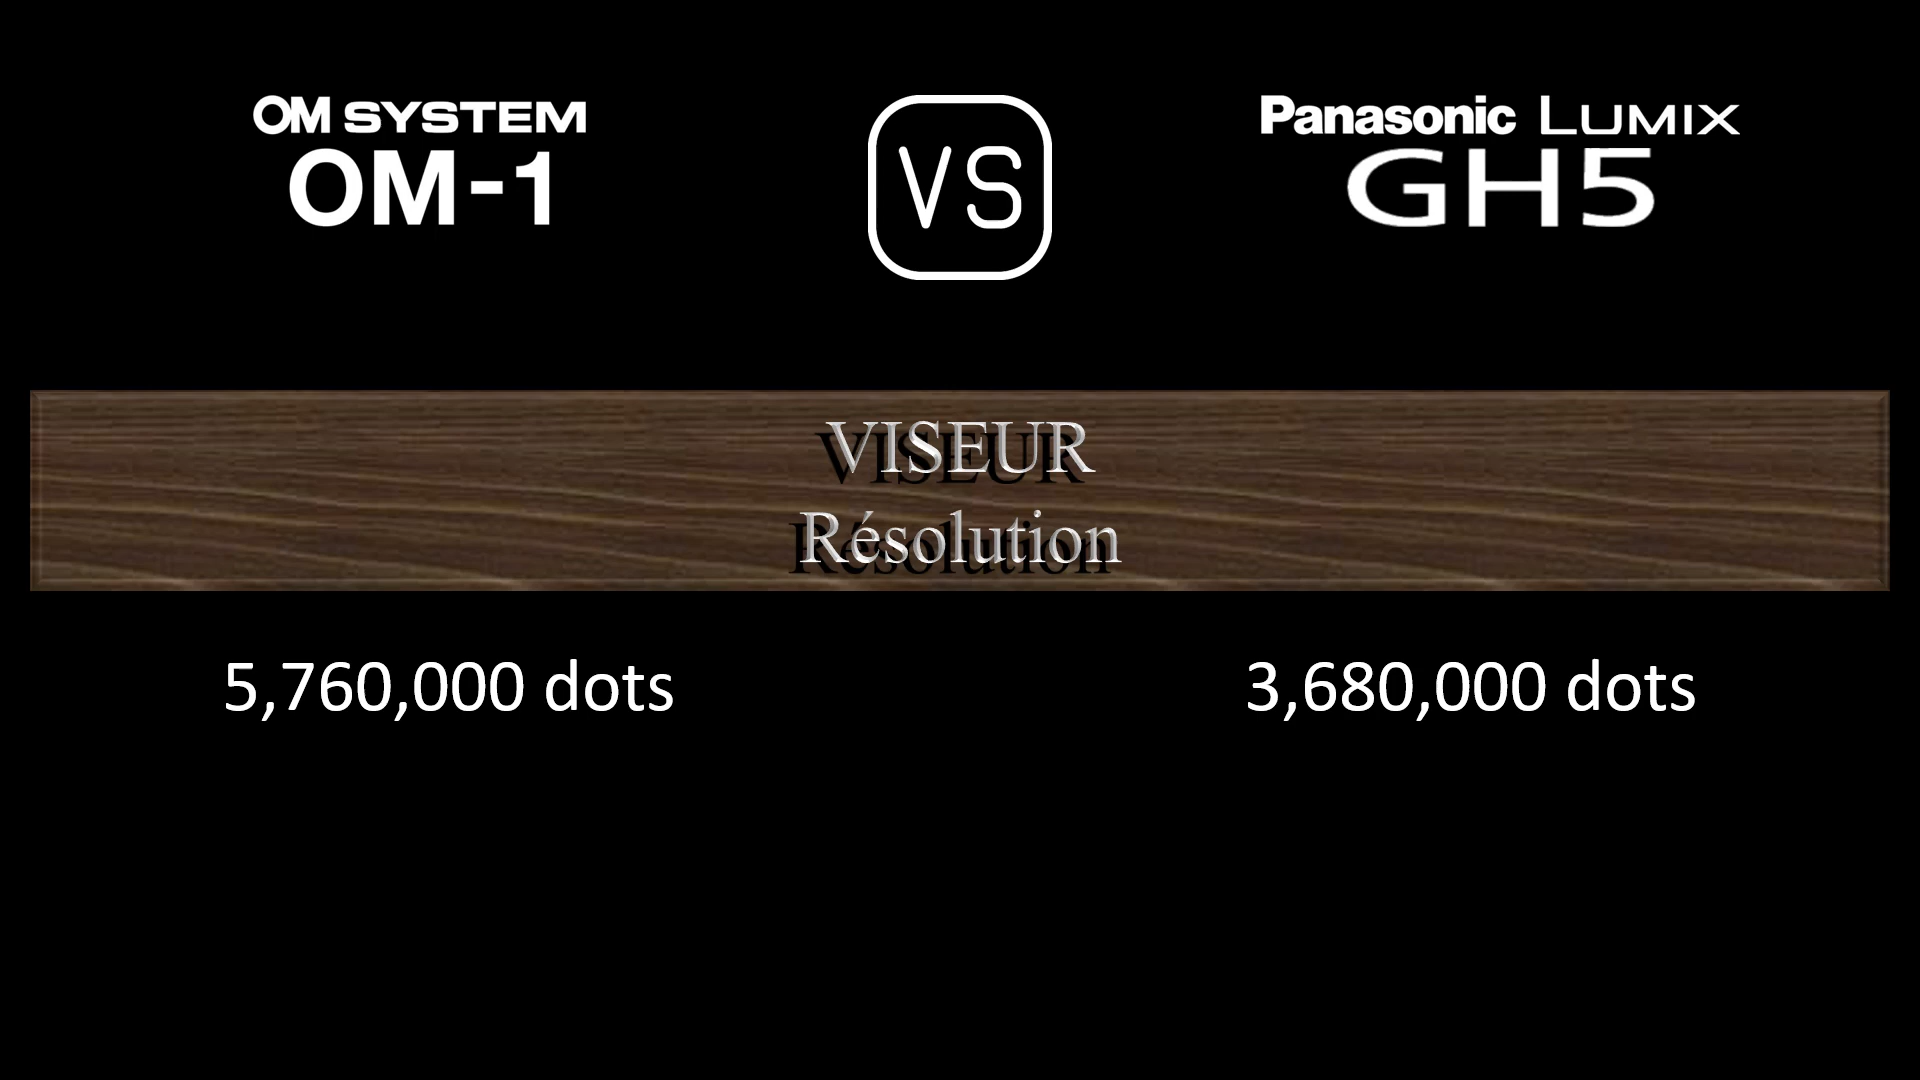 OM SYSTEM
OM-1
VS
Panasonic LUMIX
GH5
VISEUR
Résolution
5,760,000 dots
3,680,000 dots